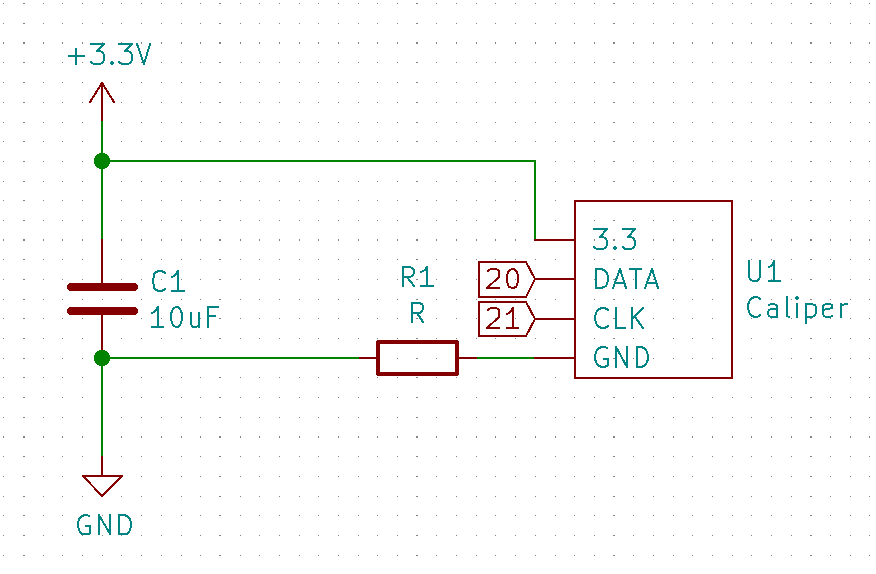 +3.3V
C1
10uF
R1
R
20
21
3.3
DATA
CLK
GND
U1
Caliper
GND